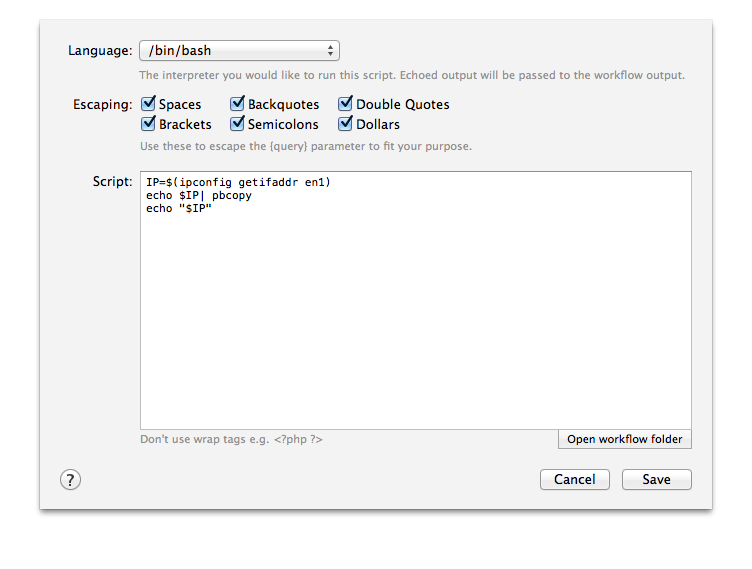 Language: /bin/bash
The interpreter you would like to run this script. Echoed output will be passed to the workflow output.
Escaping: Spaces Backquotes Double Quotes
Brackets Semicolons Dollars
Use these to escape the {query} parameter to fit your purpose.
Script: IP=$(ipconfig getifaddr en1)
echo $IP| pbcopy
echo "$IP"
Don't use wrap tags e.g. <?php ?> Open workflow folder
? Cancel Save